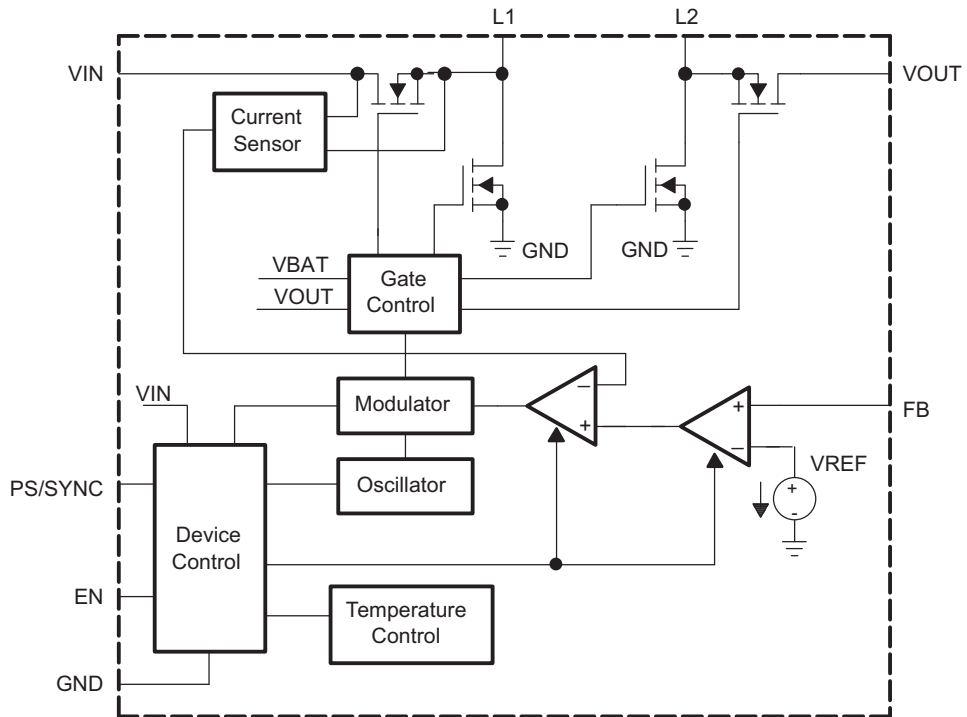 L1
L2
VIN
VOUT
Current
Sensor
GND
GND
VBAT
VOUT
Gate
Control
VIN
Modulator
−
+
+
−
FB
VREF
+
-
PS/SYNC
Oscillator
Device
Control
EN
Temperature
Control
GND